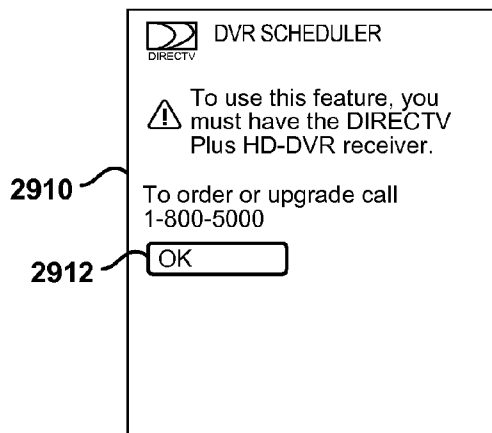 DIRECTV
DVR SCHEDULER
To use this feature, you
must have the DIRECTV
Plus HD-DVR receiver.
2910
To order or upgrade call
1-800-5000
OK
2912